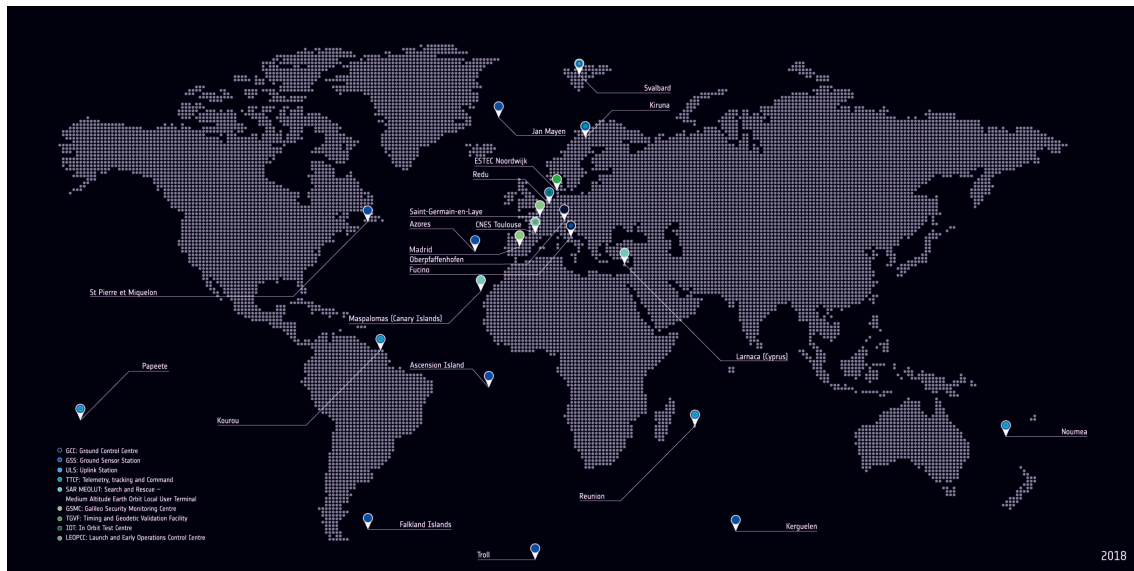 Svalbard
Kiruna
Jan Mayen
ESTEC Noordwijk
Redu
Saint-Germain-en-Laye
Azores
CNES Toulouse
Madrid
Oberpfaffenhofen
Fucino
St Pierre et Miquelon
Maspalomas (Canary Islands)
Larnaca (Cyprus)
Papeete
Ascension Island
Kourou
Noumea
Reunion
Falkland Islands
Kerguelen
Troll
GCC: Ground Control Centre
GSS: Ground Sensor Station
ULS: Uplink Station
TTCF: Telemetry, tracking and Command
SAR MEOLUT: Search and Rescue –
Medium Altitude Earth Orbit Local User Terminal
GSMC: Galileo Security Monitoring Centre
TGVF: Timing and Geodetic Validation Facility
IOT: In Orbit Test Centre
LEOPCC: Launch and Early Operations Control Centre
2018